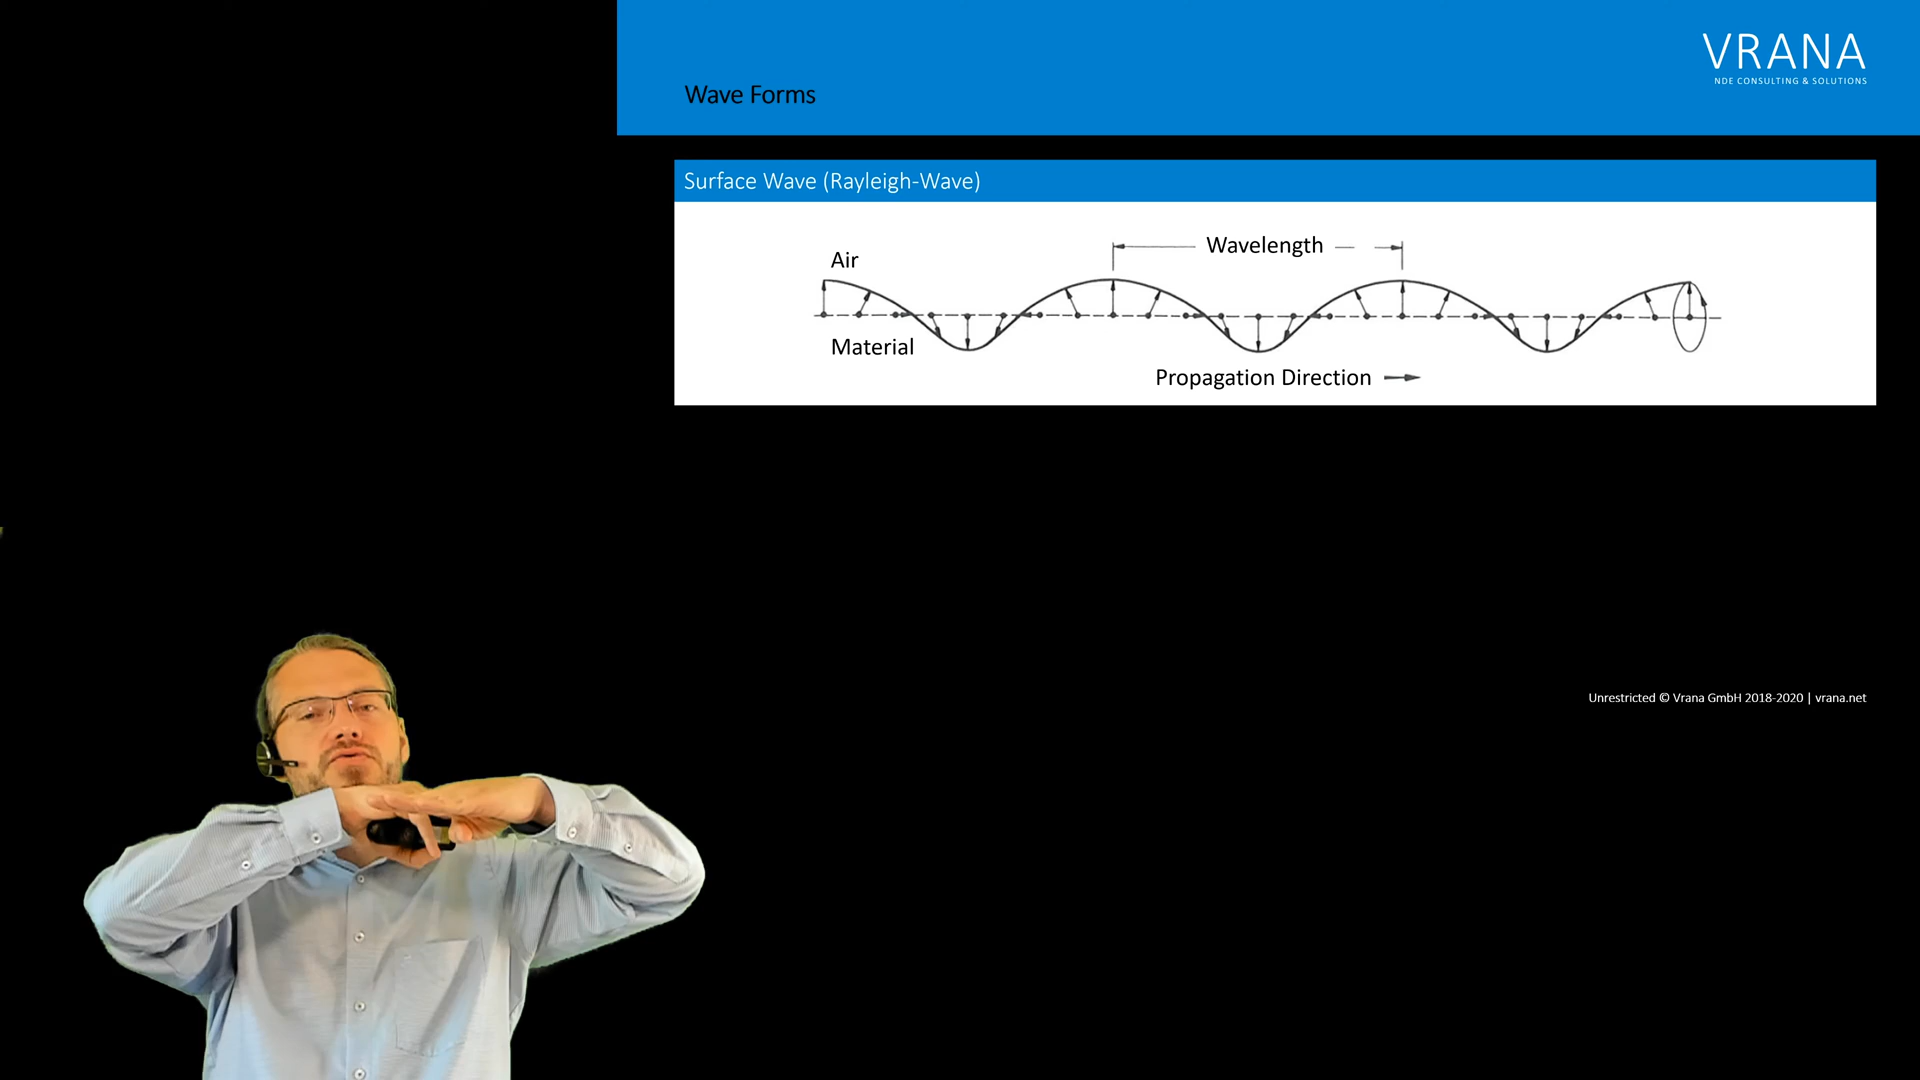 VRANA
NDE CONSULTING & SOLUTIONS
Wave Forms
Surface Wave (Rayleigh-Wave)
Wavelength
Air
Material
Propagation Direction
Unrestricted © Vrana GmbH 2018-2020 | vrana.net